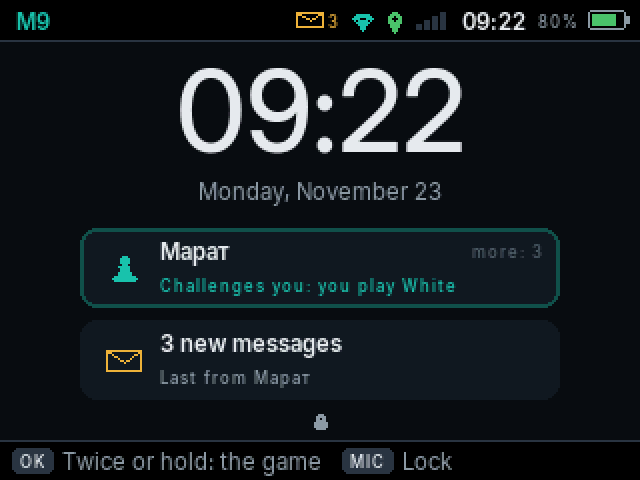 M9 3 09:22 80%
09:22
Monday, November 23
Марат more: 3
Challenges you: you play White
3 new messages
Last from Марат
OK Twice or hold: the game MIC Lock